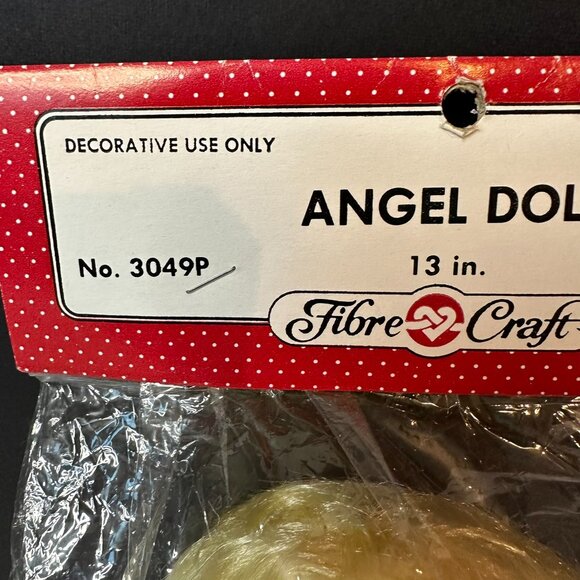 DECORATIVE USE ONLY
ANGEL DOL
No. 3049P
13 in.
Fibre Craft